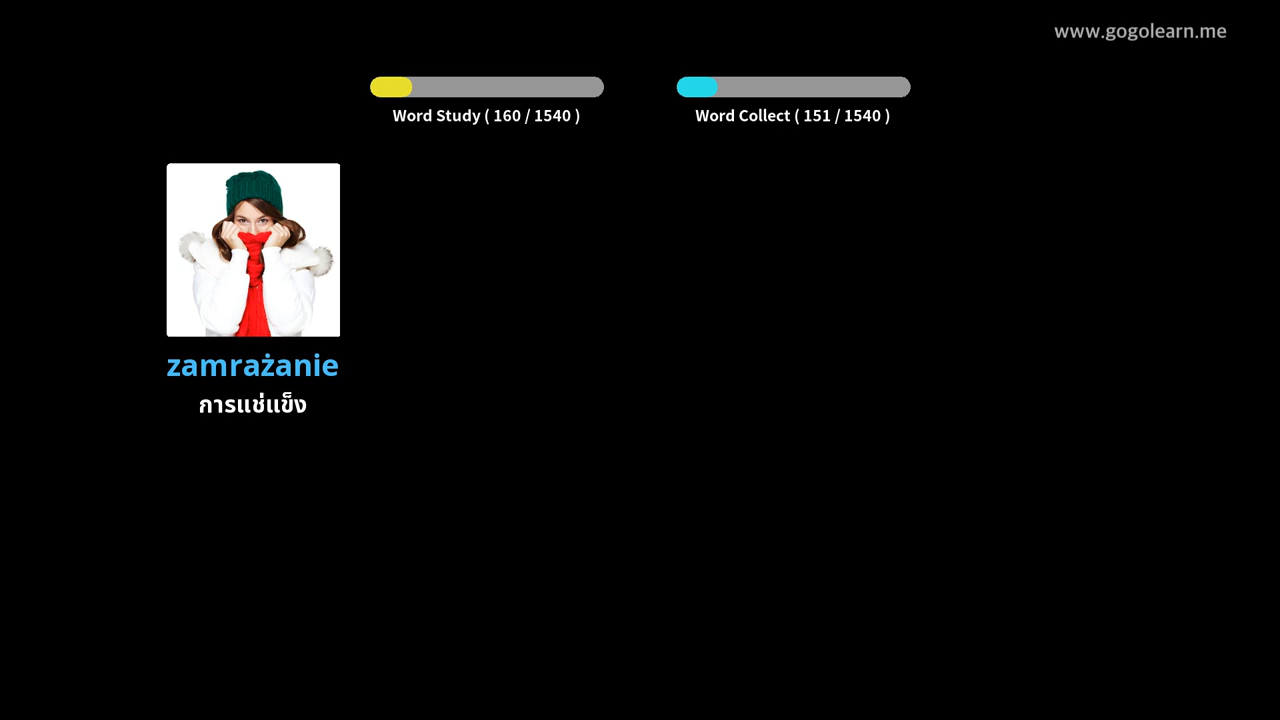 www.gogolearn.me
Word Study ( 160 / 1540 )
Word Collect ( 151 / 1540 )
zamrażanie
การแช่แข็ง